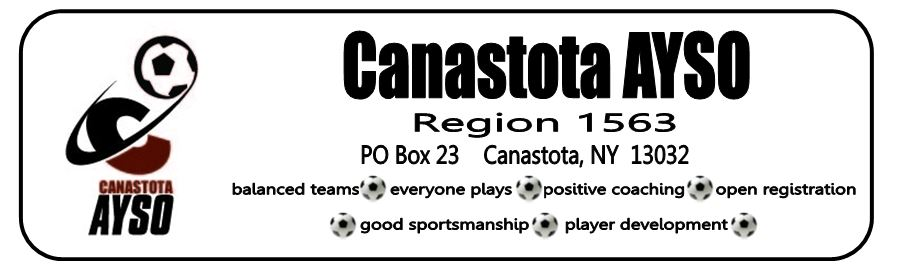 Canastota AYSO
Region 1563
PO Box 23 Canastota, NY 13032
balanced teams everyone plays positive coaching open registration
good sportsmanship player development
CANASTOTA
AYSO